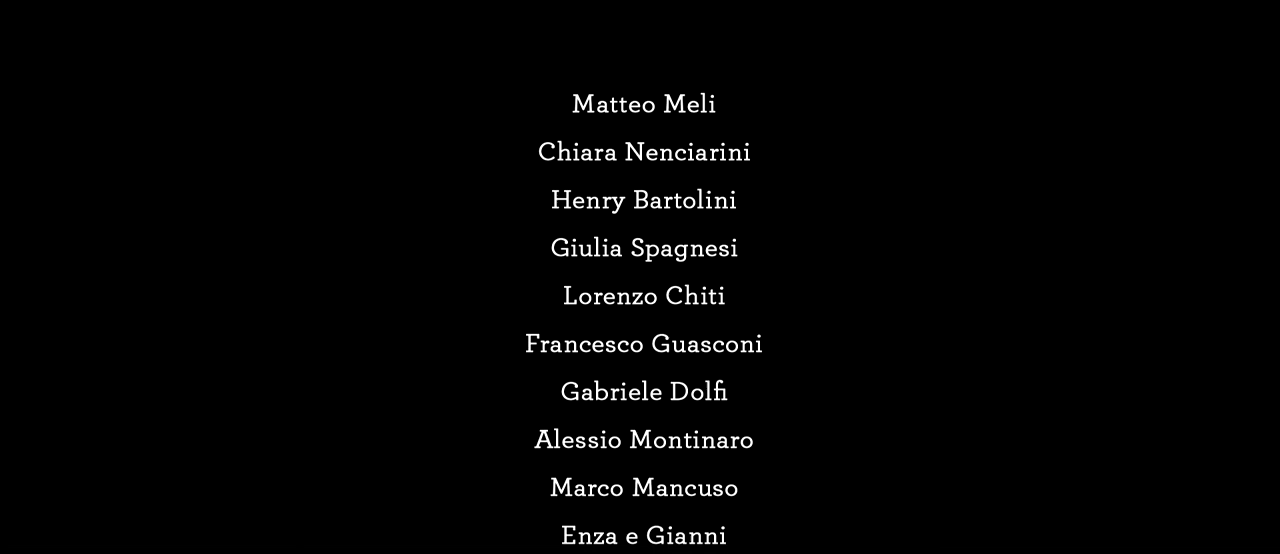 Matteo Meli
Chiara Nenciarini
Henry Bartolini
Giulia Spagnesi
Lorenzo Chiti
Francesco Guasconi
Gabriele Dolfi
Alessio Montinaro
Marco Mancuso
Enza e Gianni